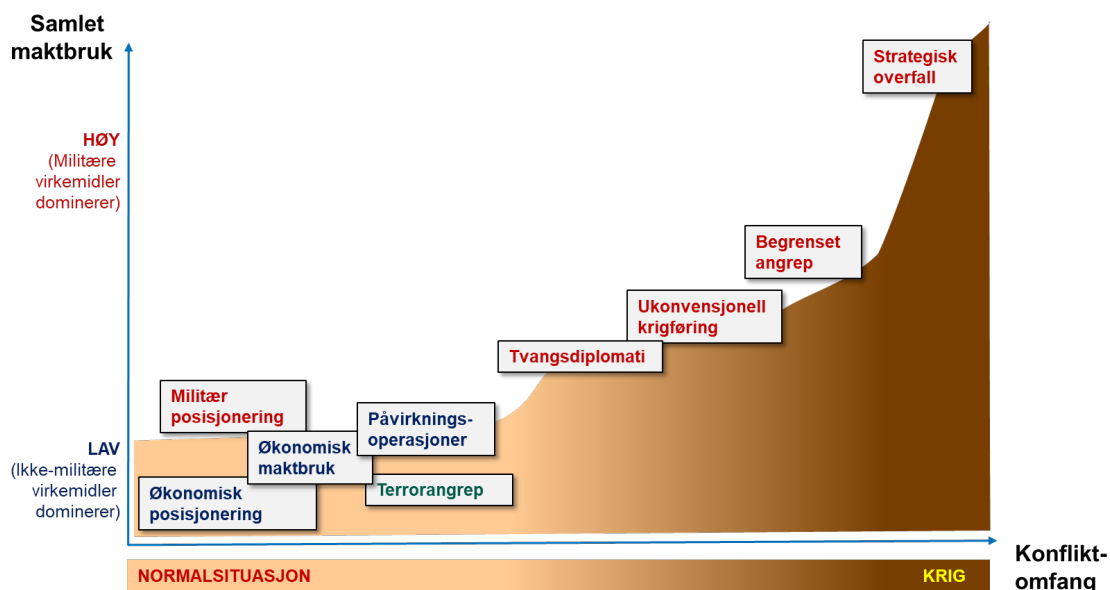 Samlet
maktbruk
Strategisk
overfall
HØY
(Militære
virkemidler
dominerer)
Begrenset
angrep
Ukonvensjonell
krigføring
Tvangsdiplomati
Militær
posisjonering
Påvirknings-
operasjoner
LAV
(Ikke-militære
virkemidler
dominerer)
Økonomisk
maktbruk
Terrorangrep
Økonomisk
posisjonering
Konflikt-
omfang
NORMALSITUASJON
KRIG